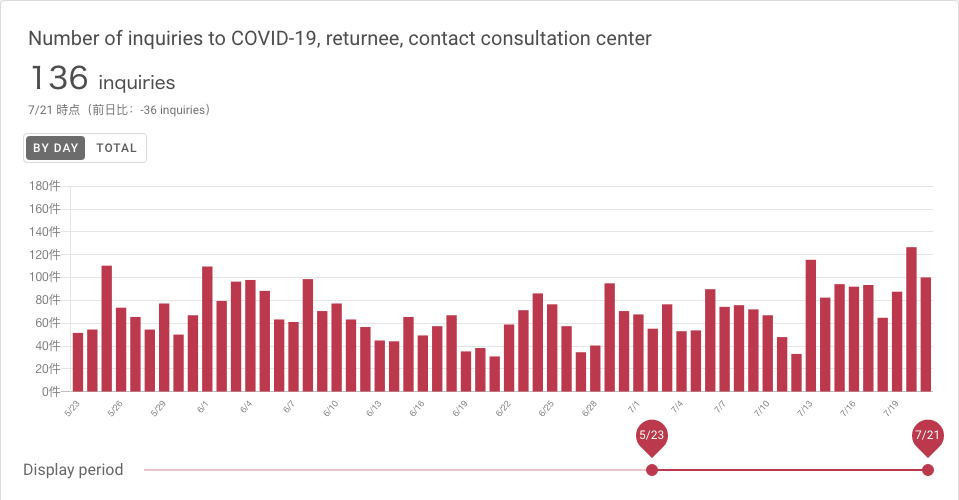 Number of inquiries to COVID-19, returnee, contact consultation center
136 inquiries
7/21 時点（前日比： -36 inquiries）
BY DAY TOTAL
180件
160件
140件
120件
100件
80件
60件
40件
20件
0件
5/23 5/26 5/29 6/1 6/4 6/7 6/10 6/13 6/16 6/19 6/22 6/25 6/28 7/1 7/4 7/7 7/10 7/13 7/16 7/19
5/23 7/21
Display period